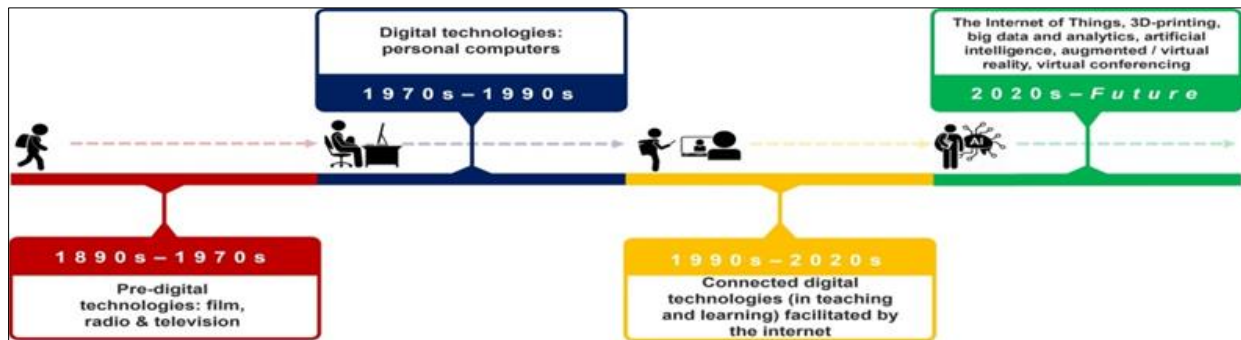 Digital technologies:
personal computers
1970s–1990s
The Internet of Things, 3D-printing,
big data and analytics, artificial
intelligence, augmented / virtual
reality, virtual conferencing
2020s–Future
AI
1890s–1970s
Pre-digital
technologies: film,
radio & television
1990s–2020s
Connected digital
technologies (in teaching
and learning) facilitated by
the internet